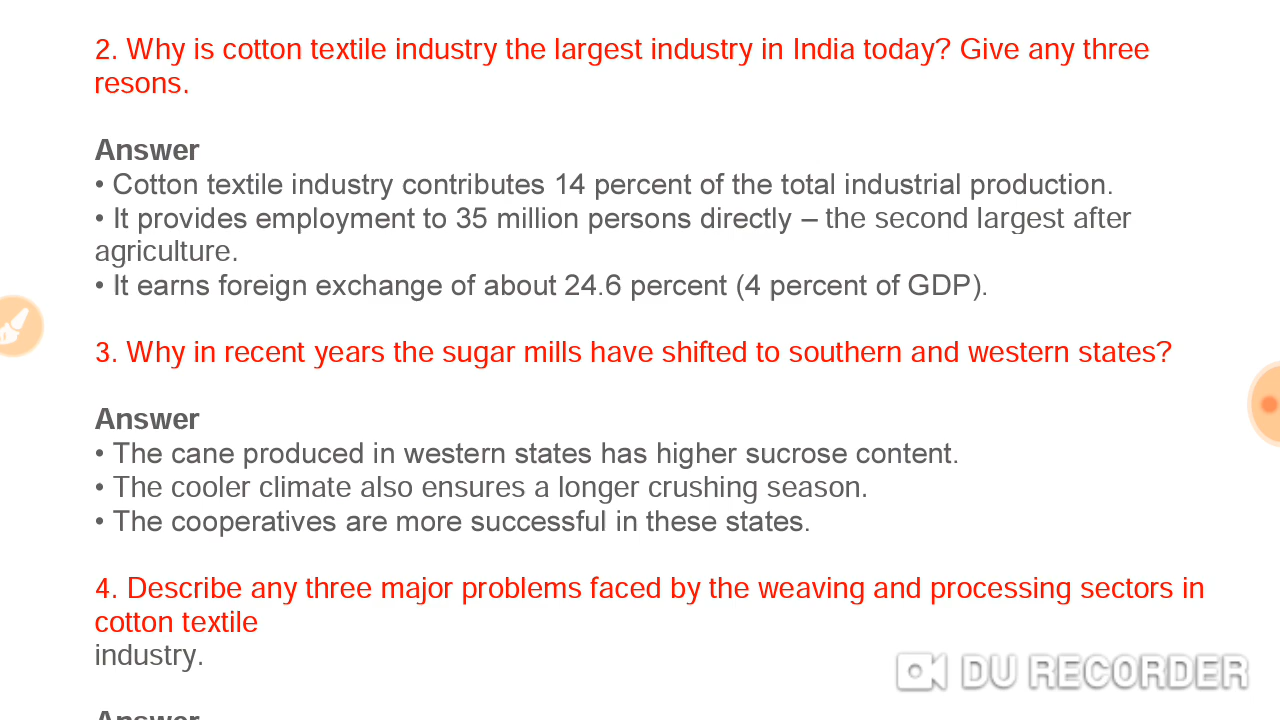 2. Why is cotton textile industry the largest industry in India today? Give any three
resons.
Answer
• Cotton textile industry contributes 14 percent of the total industrial production.
• It provides employment to 35 million persons directly – the second largest after
agriculture.
• It earns foreign exchange of about 24.6 percent (4 percent of GDP).
3. Why in recent years the sugar mills have shifted to southern and western states?
Answer
• The cane produced in western states has higher sucrose content.
• The cooler climate also ensures a longer crushing season.
• The cooperatives are more successful in these states.
4. Describe any three major problems faced by the weaving and processing sectors in
cotton textile
industry.
DU RECORDER
Answer